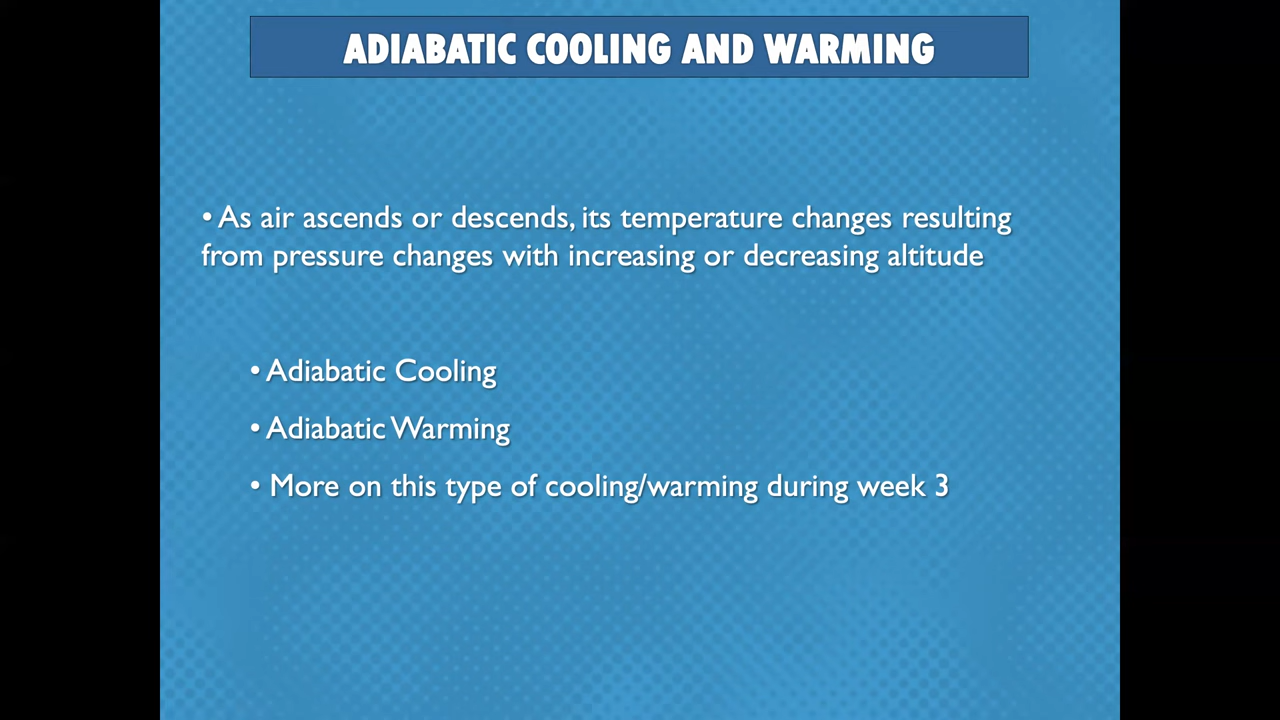 ADIABATIC COOLING AND WARMING
• As air ascends or descends, its temperature changes resulting
from pressure changes with increasing or decreasing altitude
• Adiabatic Cooling
• Adiabatic Warming
• More on this type of cooling/warming during week 3